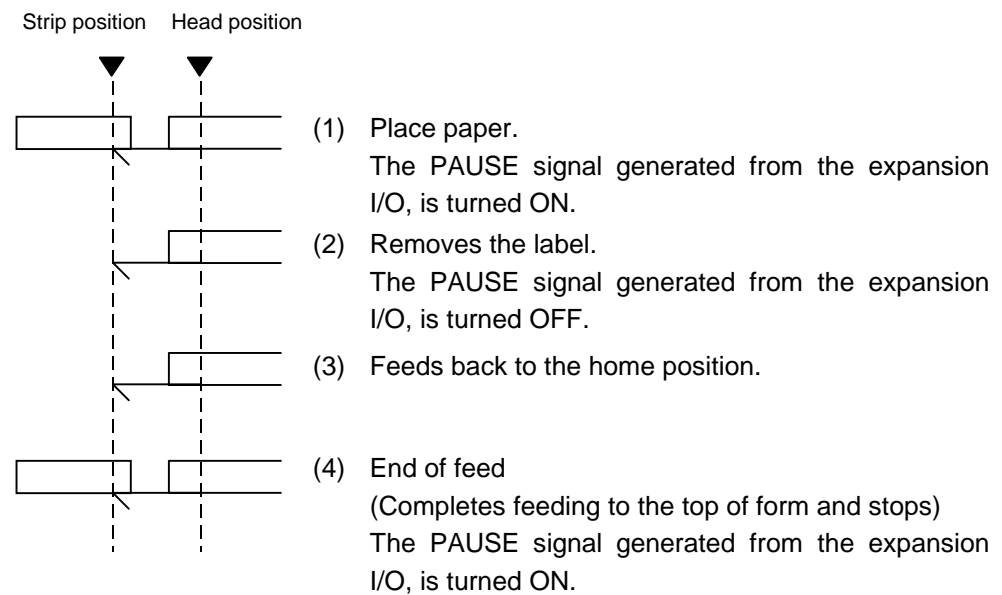 Strip position Head position
(1) Place paper.
The PAUSE signal generated from the expansion
I/O, is turned ON.
(2) Removes the label.
The PAUSE signal generated from the expansion
I/O, is turned OFF.
(3) Feeds back to the home position.
(4) End of feed
(Completes feeding to the top of form and stops)
The PAUSE signal generated from the expansion
I/O, is turned ON.